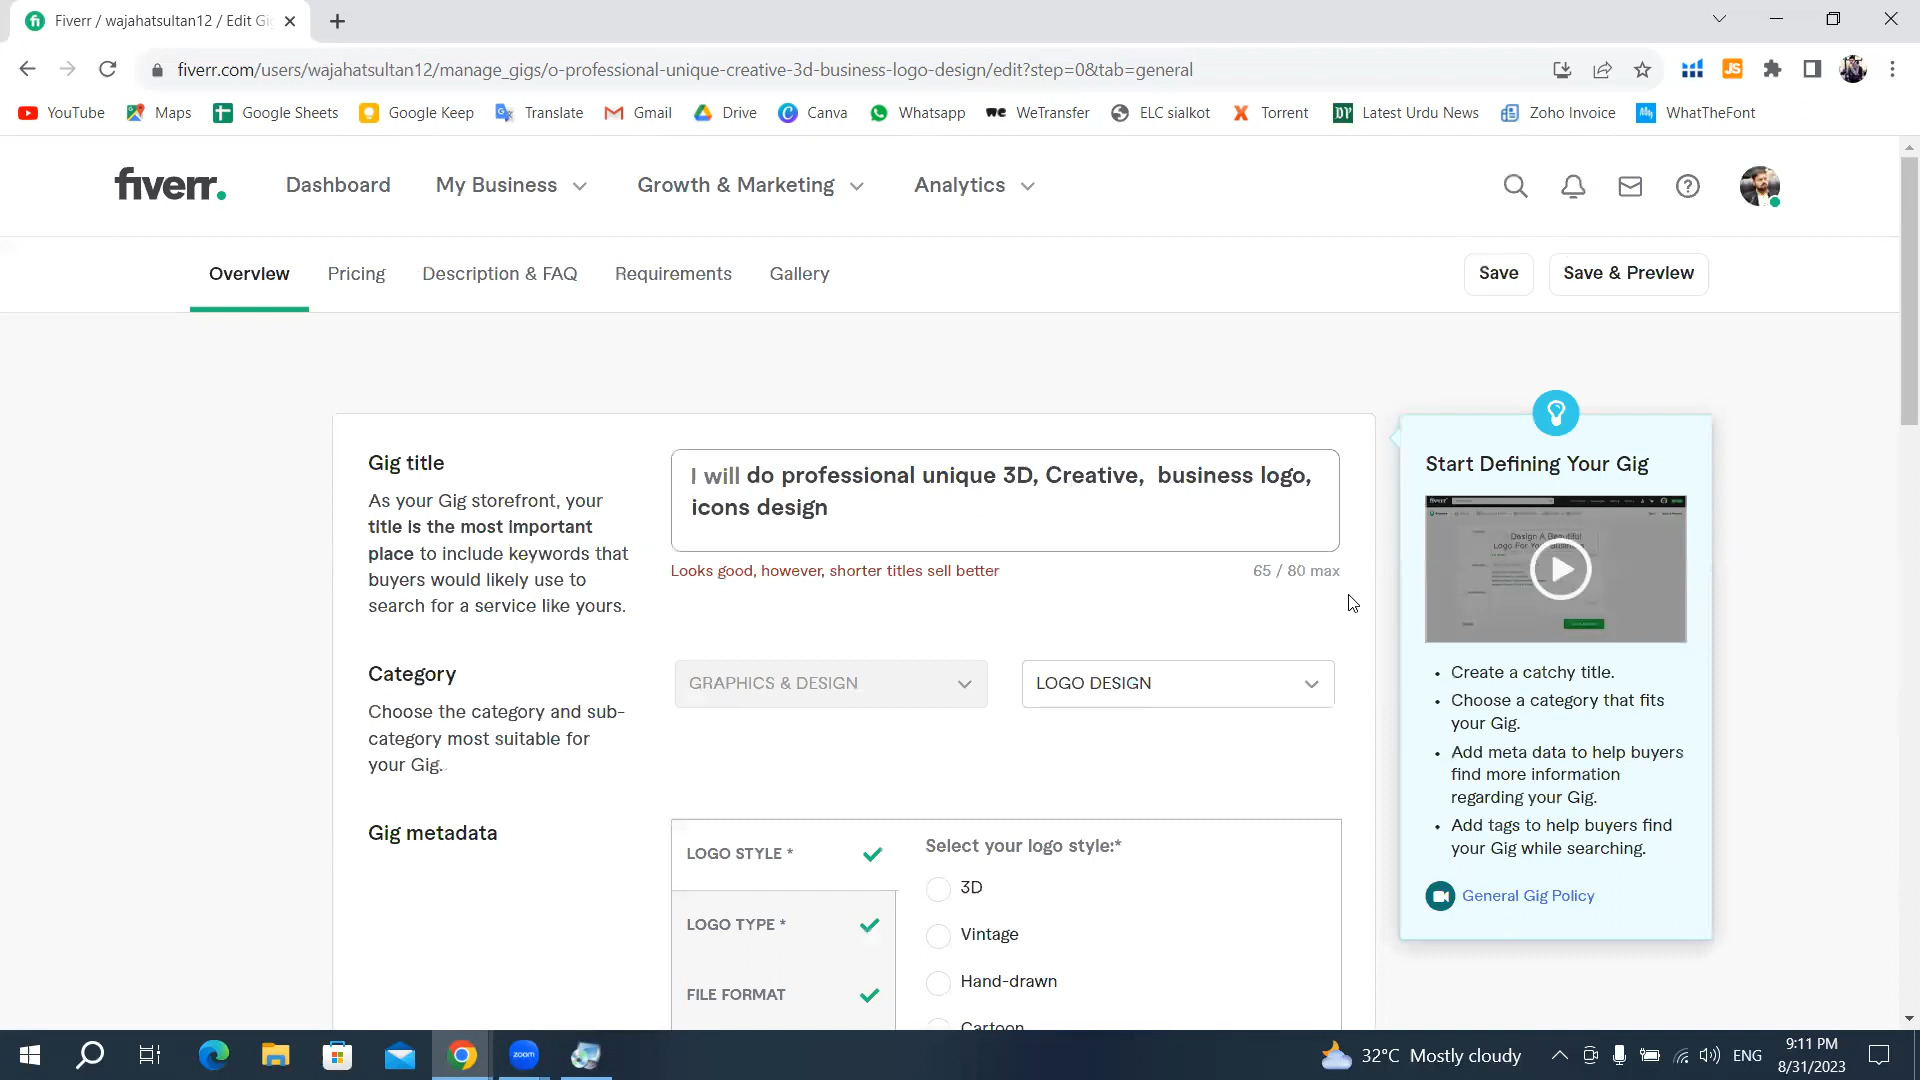 Fiverr / wajahatsultan12 / Edit Gi
fiverr.com/users/wajahatsultan12/manage_gigs/o-professional-unique-creative-3d-business-logo-design/edit?step=0&tab=general
YouTube Maps Google Sheets Google Keep Translate Gmail Drive Canva Whatsapp WeTransfer ELC sialkot Torrent Latest Urdu News Zoho Invoice WhatTheFont
fiverr. Dashboard My Business Growth & Marketing Analytics
Overview Pricing Description & FAQ Requirements Gallery Save Save & Preview
Gig title
As your Gig storefront, your
title is the most important
place to include keywords that
buyers would likely use to
search for a service like yours.
I will do professional unique 3D, Creative,  business logo,
icons design
Looks good, however, shorter titles sell better 65 / 80 max
Category
Choose the category and sub-
category most suitable for
your Gig.
GRAPHICS & DESIGN LOGO DESIGN
Gig metadata
LOGO STYLE *
LOGO TYPE *
FILE FORMAT
Select your logo style:*
3D
Vintage
Hand-drawn
Cartoon
Start Defining Your Gig
Design A Beautiful
Create a catchy title.
Choose a category that fits
your Gig.
Add meta data to help buyers
find more information
regarding your Gig.
Add tags to help buyers find
your Gig while searching.
General Gig Policy
zoom
32°C Mostly cloudy ENG
9:11 PM
8/31/2023